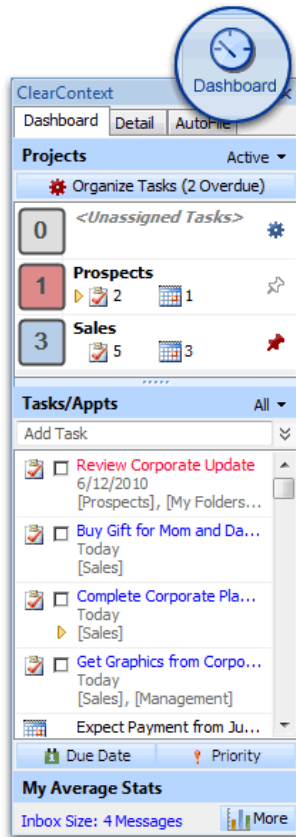 Dashboard
ClearContext
Dashboard Detail AutoFile
Projects Active
Organize Tasks (2 Overdue)
0 <Unassigned Tasks>
1 Prospects
2 1
3 Sales
5 3
Tasks/Appts All
Add Task
Review Corporate Update
6/12/2010
[Prospects], [My Folders...
Buy Gift for Mom and Da...
Today
[Sales]
Complete Corporate Pla...
Today
[Sales]
Get Graphics from Corpo...
Today
[Sales], [Management]
Expect Payment from Ju...
Due Date Priority
My Average Stats
Inbox Size: 4 Messages More